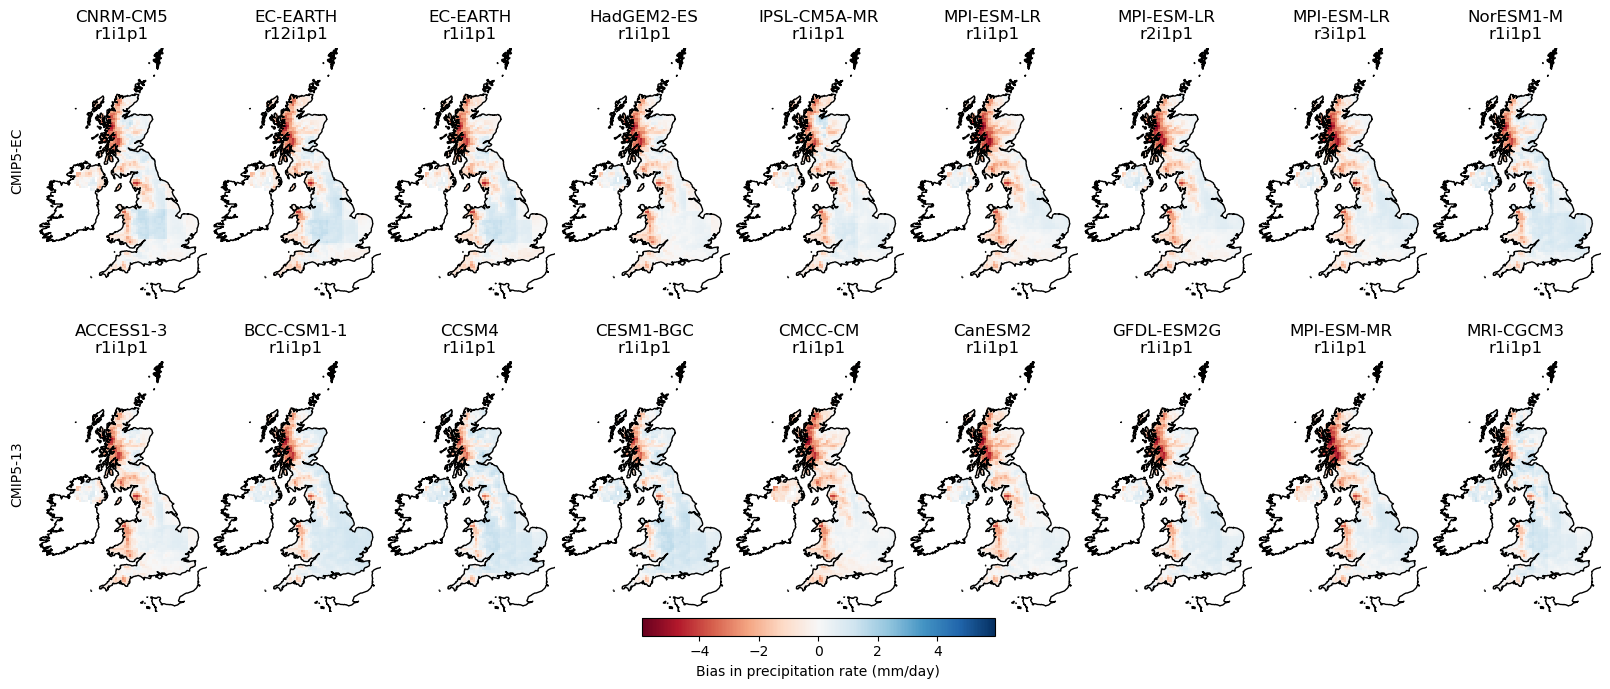 CNRM-CM5 EC-EARTH EC-EARTH HadGEM2-ES IPSL-CM5A-MR MPI-ESM-LR MPI-ESM-LR MPI-ESM-LR NorESM1-M
r1i1p1 r12i1p1 r1i1p1 r1i1p1 r1i1p1 r1i1p1 r2i1p1 r3i1p1 r1i1p1
CMIP5-EC
ACCESS1-3 BCC-CSM1-1 CCSM4 CESM1-BGC CMCC-CM CanESM2 GFDL-ESM2G MPI-ESM-MR MRI-CGCM3
r1i1p1 r1i1p1 r1i1p1 r1i1p1 r1i1p1 r1i1p1 r1i1p1 r1i1p1 r1i1p1
CMIP5-13
−4 −2 0 2 4
Bias in precipitation rate (mm/day)